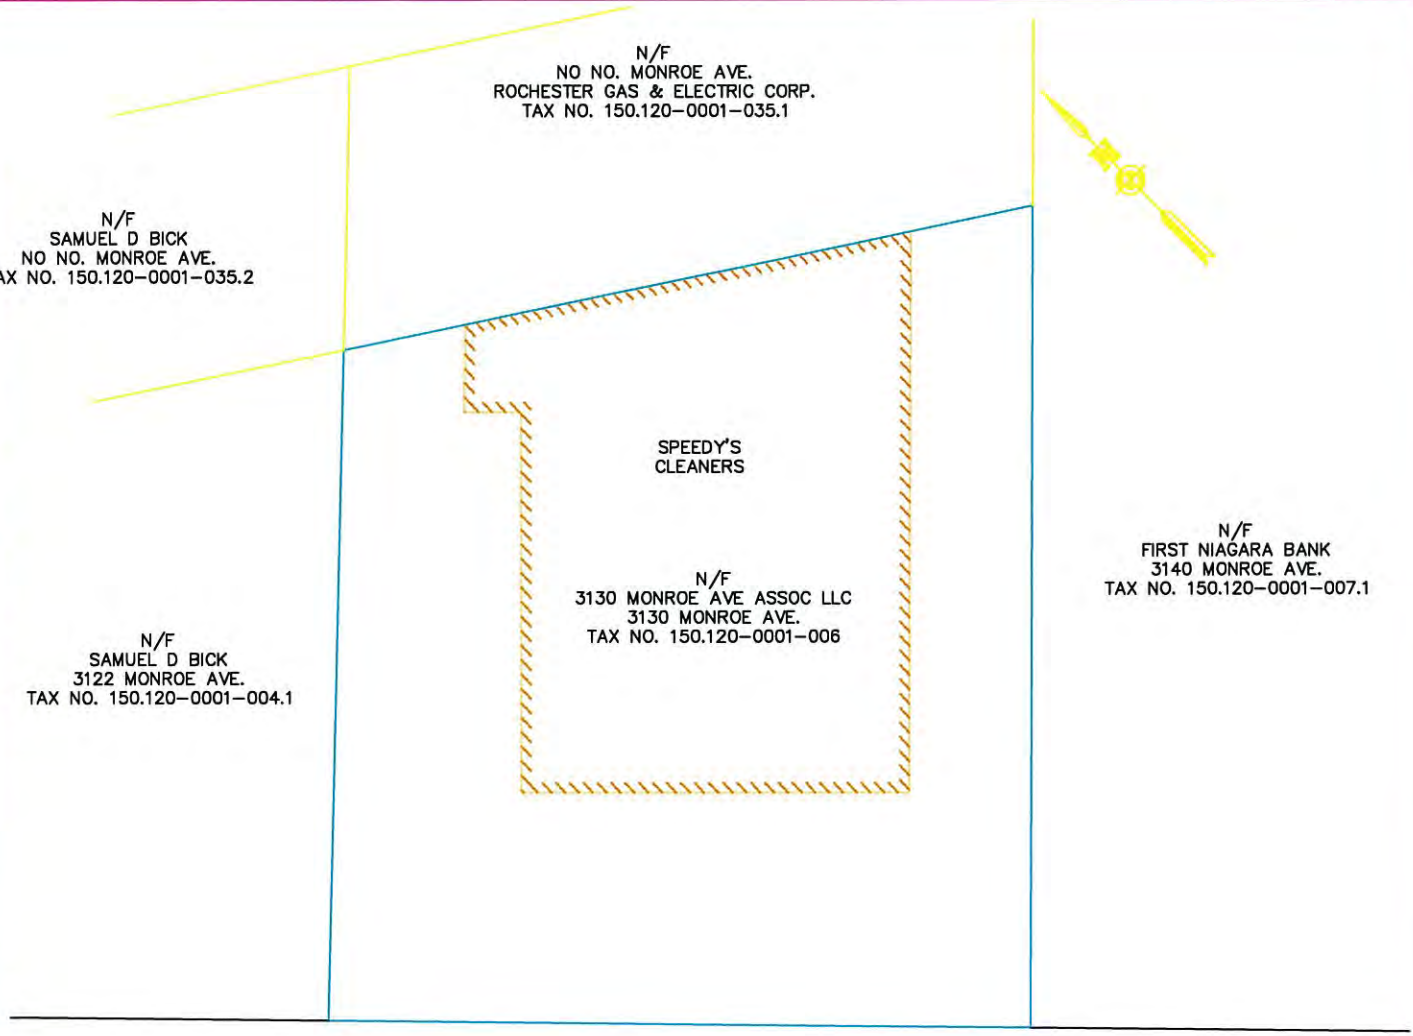 N/F
NO NO. MONROE AVE.
ROCHESTER GAS & ELECTRIC CORP.
TAX NO. 150.120-0001-035.1
N/F
SAMUEL D BICK
NO NO. MONROE AVE.
AX NO. 150.120-0001-035.2
SPEEDY'S
CLEANERS
N/F
FIRST NIAGARA BANK
3140 MONROE AVE.
TAX NO. 150.120-0001-007.1
N/F
3130 MONROE AVE ASSOC LLC
3130 MONROE AVE.
TAX NO. 150.120-0001-006
N/F
SAMUEL D BICK
3122 MONROE AVE.
TAX NO. 150.120-0001-004.1